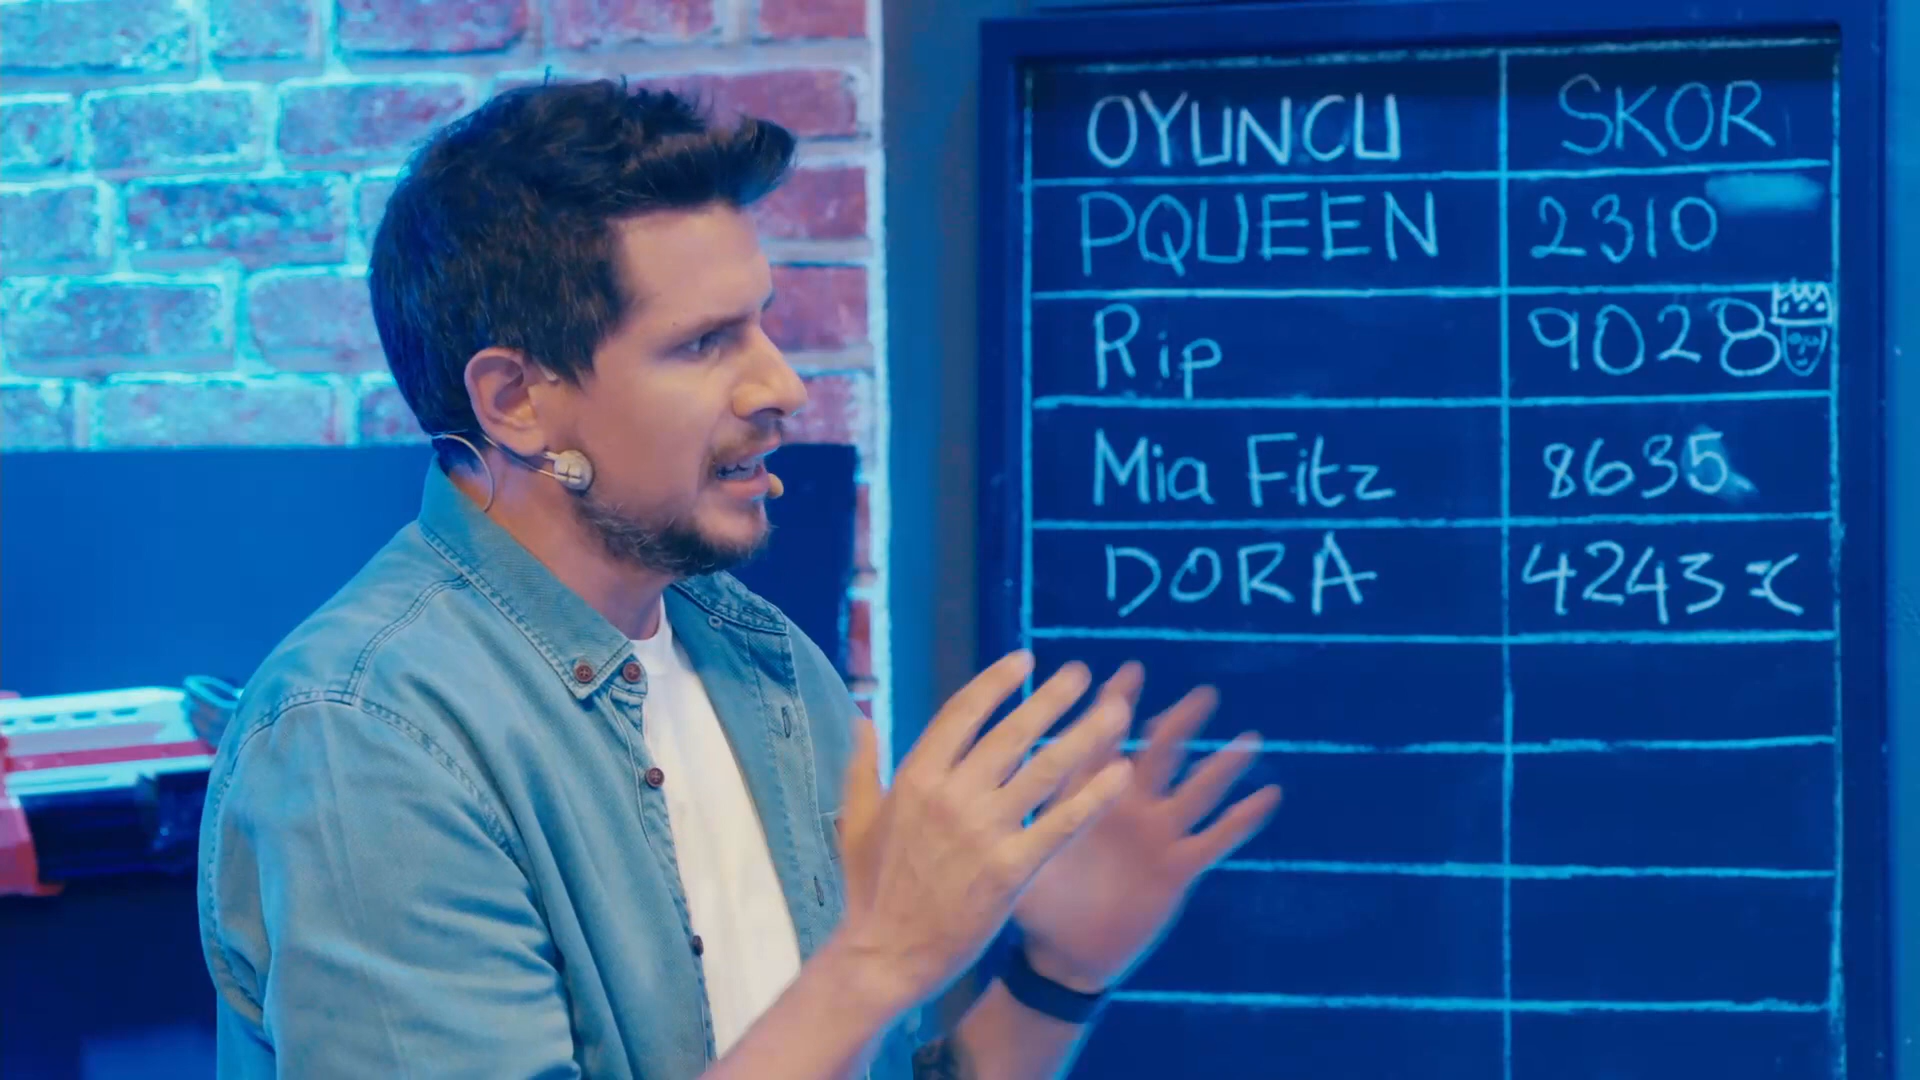 OYUNCU SKOR
PQUEEN 2310
Rip 9028
Mia Fitz 8635
DORA 4243